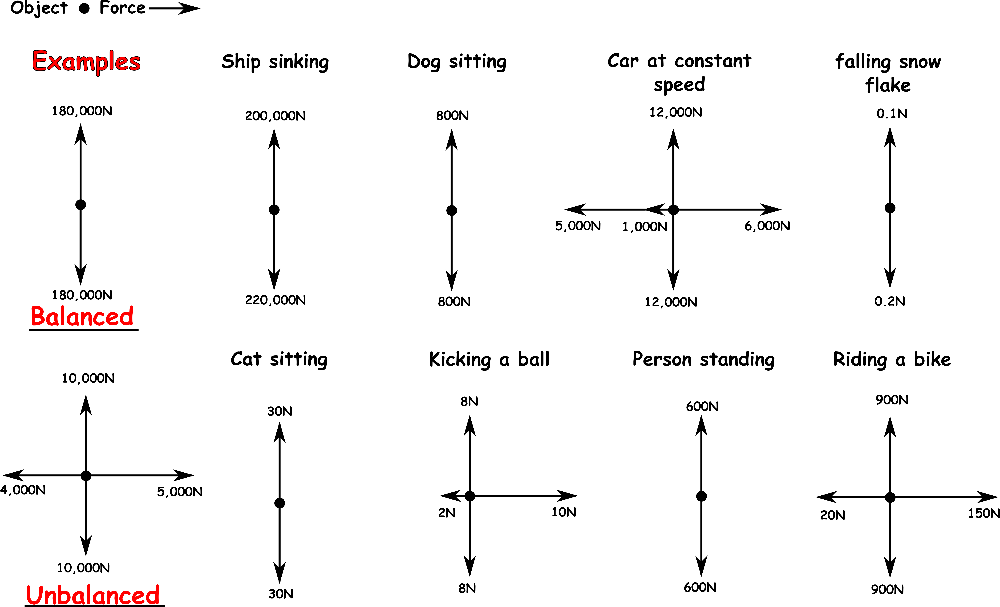 Object Force
Examples
Ship sinking
Dog sitting
Car at constant
speed
falling snow
flake
180,000N
200,000N
800N
12,000N
0.1N
5,000N
1,000N
6,000N
180,000N
220,000N
800N
12,000N
0.2N
Balanced
Cat sitting
Kicking a ball
Person standing
Riding a bike
10,000N
30N
8N
600N
900N
4,000N
5,000N
2N
10N
20N
150N
10,000N
30N
8N
600N
900N
Unbalanced